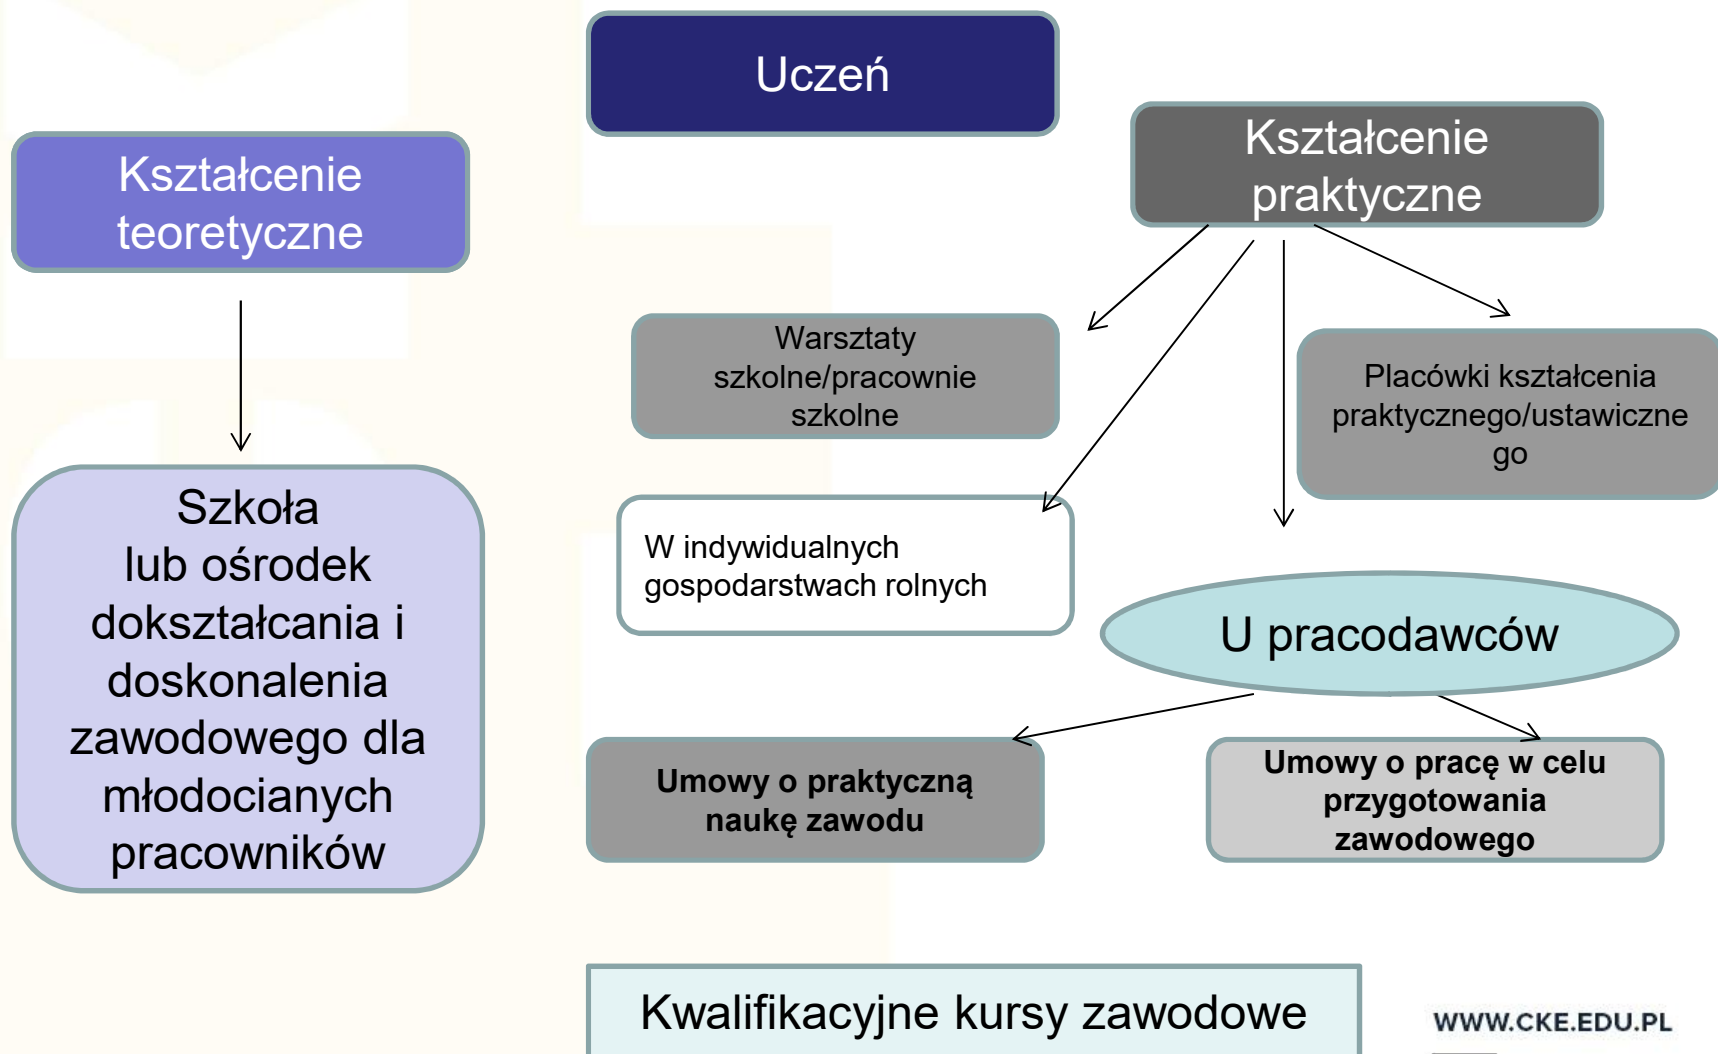 Uczeń
Kształcenie
teoretyczne
Kształcenie
praktyczne
Warsztaty
szkolne/pracownie
szkolne
Placówki kształcenia
praktycznego/ustawiczne
go
Szkoła
lub ośrodek
dokształcania i
doskonalenia
zawodowego dla
młodocianych
pracowników
W indywidualnych
gospodarstwach rolnych
U pracodawców
Umowy o praktyczną
naukę zawodu
Umowy o pracę w celu
przygotowania
zawodowego
Kwalifikacyjne kursy zawodowe
WWW.CKE.EDU.PL